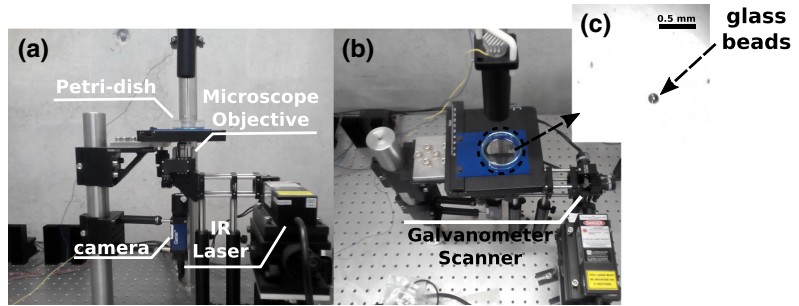 (a)
Petri-dish
Microscope
Objective
camera
IR
Laser
(b)
Galvanometer
Scanner
(c)
0.5 mm
glass
beads